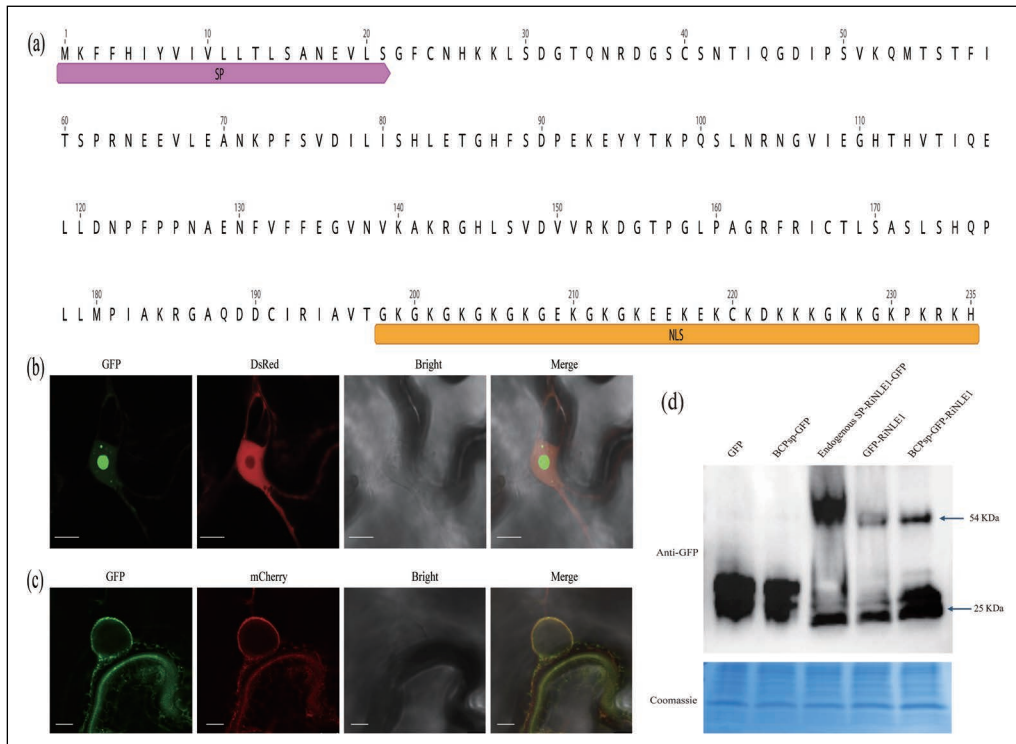 (a)
1 10 20 30 40 50
M K F F H I Y V I V L L T L S A N E V L S G F C N H K K L S D G T Q N R D G S C S N T I Q G D I P S V K Q M T S T F I
SP
60 70 80 90 100 110
T S P R N E E V L E A N K P F S V D I L I S H L E T G H F S D P E K E Y Y T K P Q S L N R N G V I E G H T H V T I Q E
120 130 140 150 160 170
L L D N P F P P N A E N F V F F E G V N V K A K R G H L S V D V V R K D G T P G L P A G R F R I C T L S A S L S H Q P
180 190 200 210 220 230 235
L L M P I A K R G A Q D D C I R I A V T G K G K G K G K G K G E K G K G K E E K E K C K D K K K G K K G K P K R K H
NLS
(b)
GFP DsRed Bright Merge
(c)
GFP mCherry Bright Merge
(d)
GFP BCPsp-GFP Endogenous SP-RiNLE1-GFP GFP-RiNLE1 BCPsp-GFP-RiNLE1
54 KDa
Anti-GFP
25 KDa
Coomassie